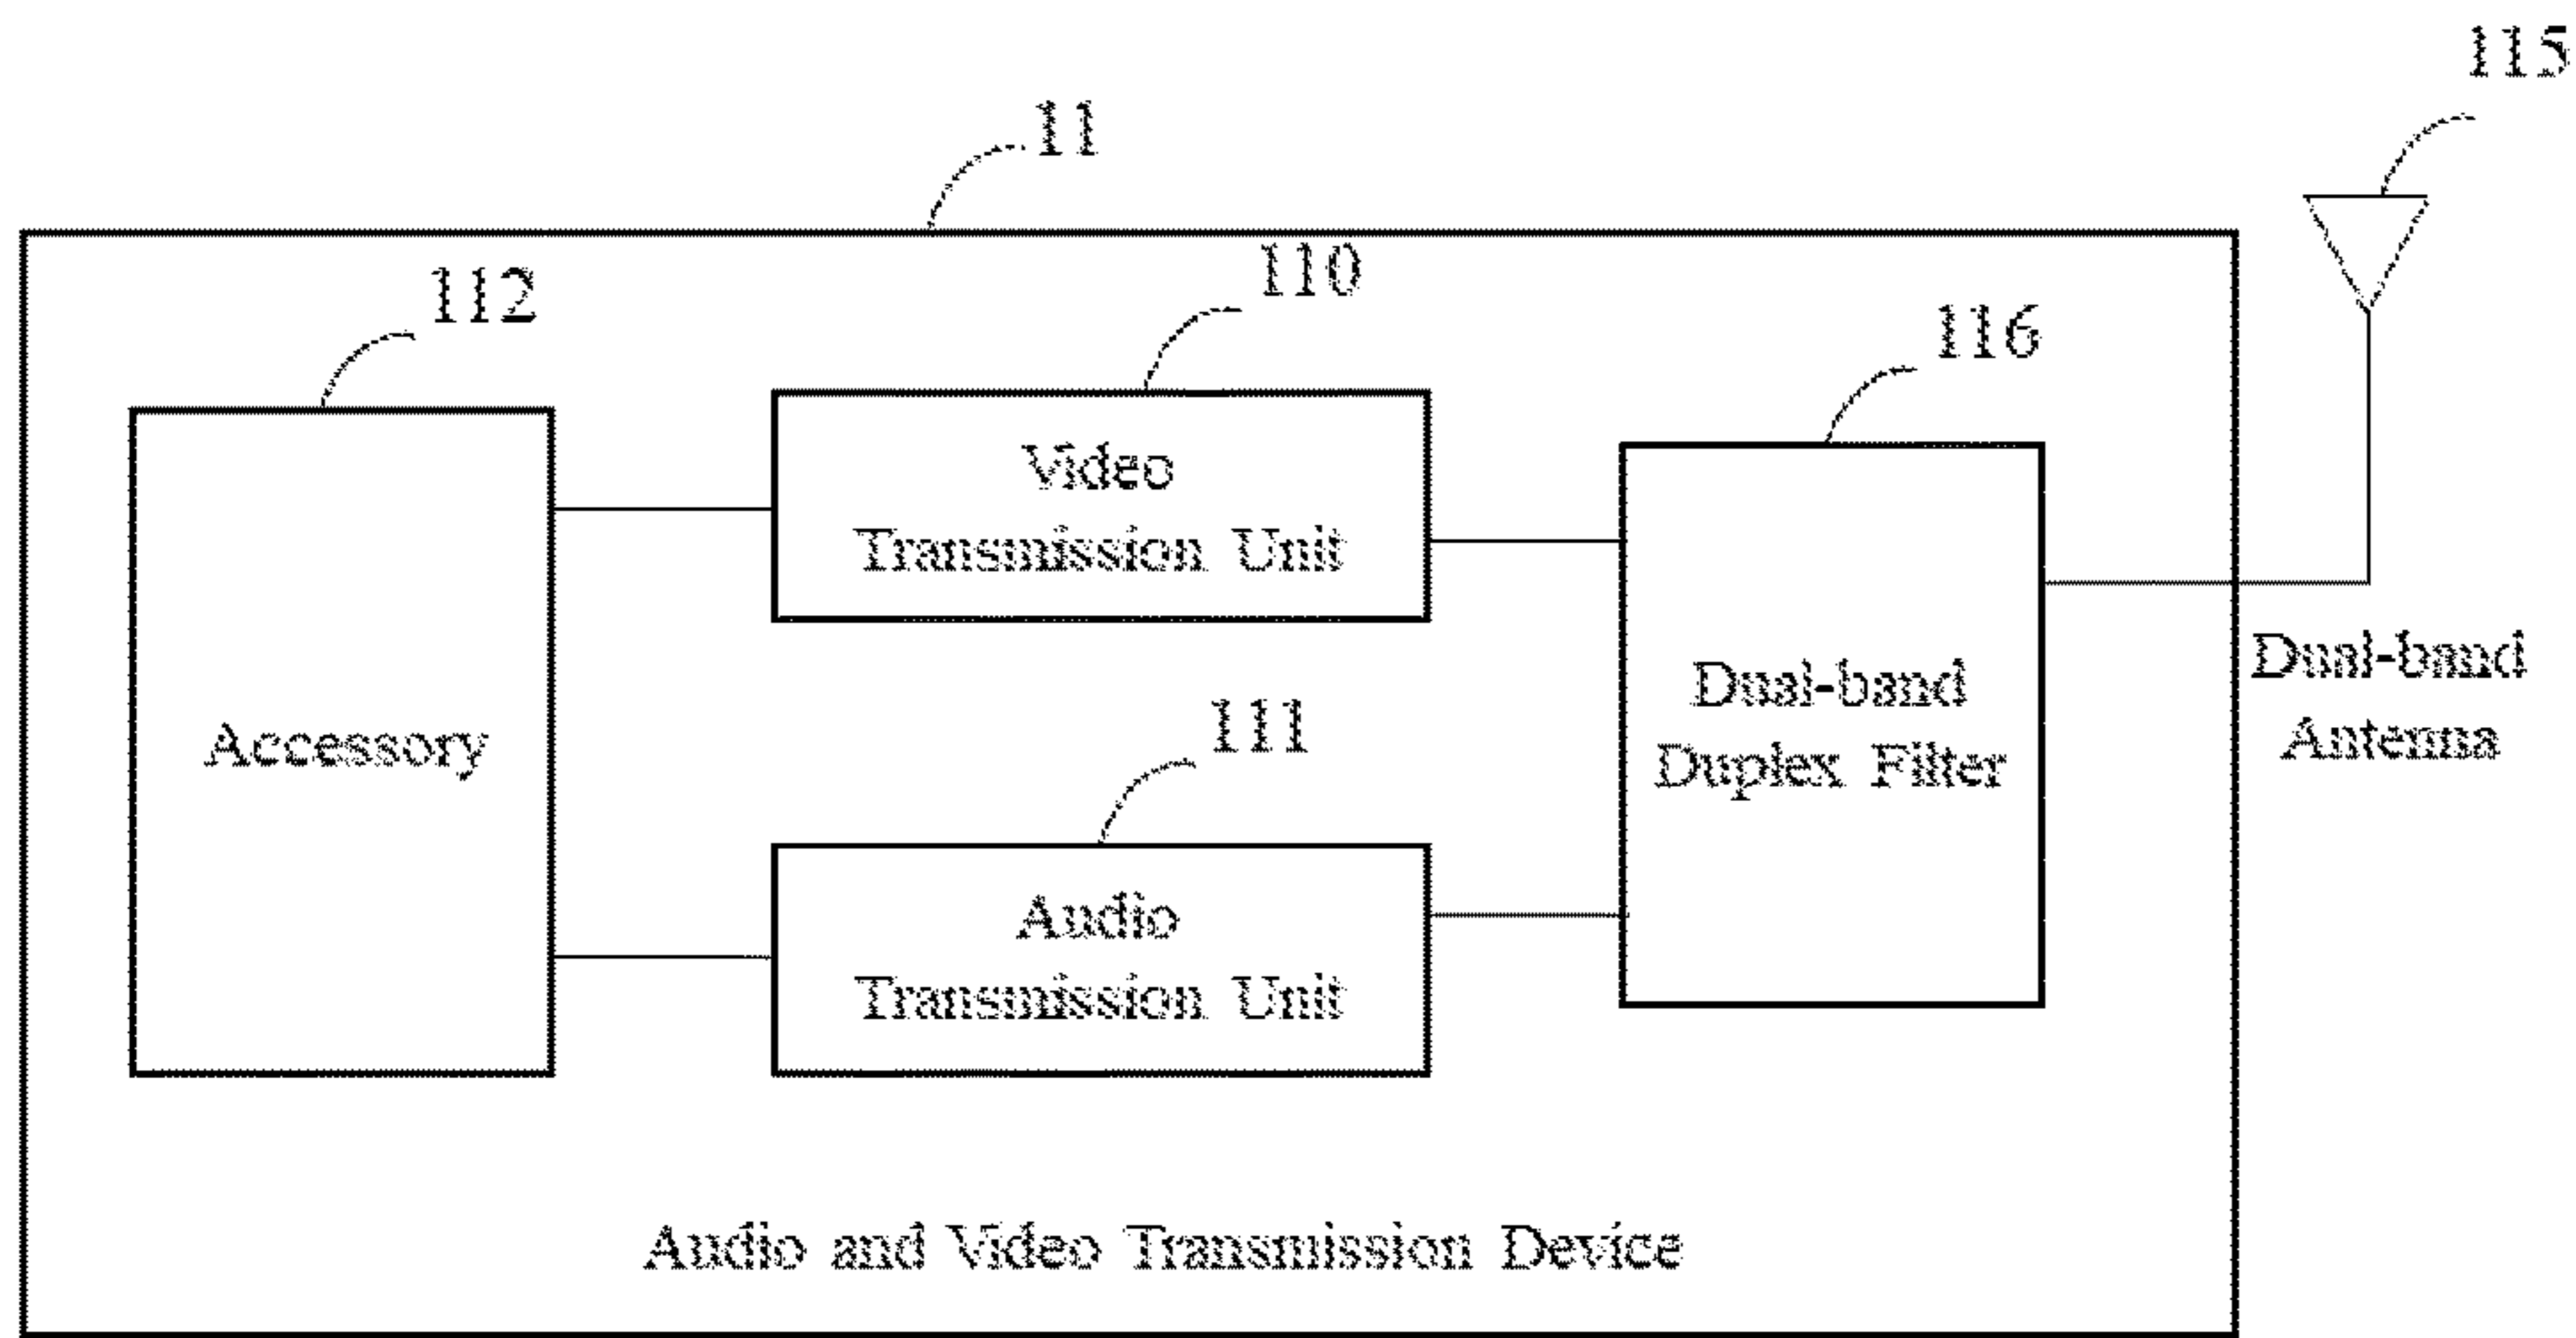 115
11
110
112
116
Video
Transmission Unit
Dual-band
Antenna
Dual-band
Duplex Filter
111
Accessory
Audio
Transmission Unit
Audio and Video Transmission Device